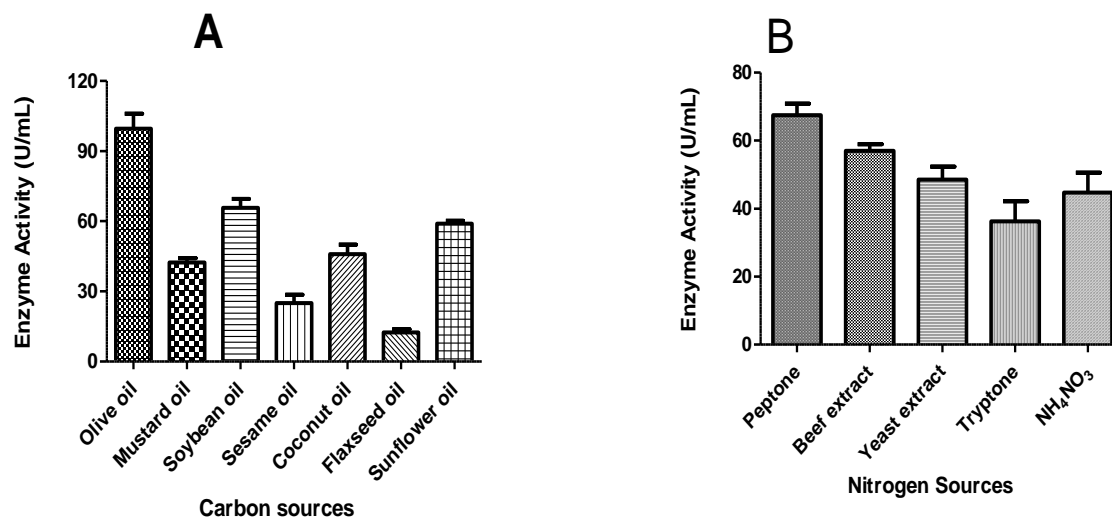 A
Enzyme Activity (U/mL)
120
90
60
30
0
Olive oil
Mustard oil
Soybean oil
Sesame oil
Coconut oil
Flaxseed oil
Sunflower oil
Carbon sources
B
Enzyme Activity (U/mL)
80
60
40
20
0
Peptone
Beef extract
Yeast extract
Tryptone
NH₄NO₃
Nitrogen Sources